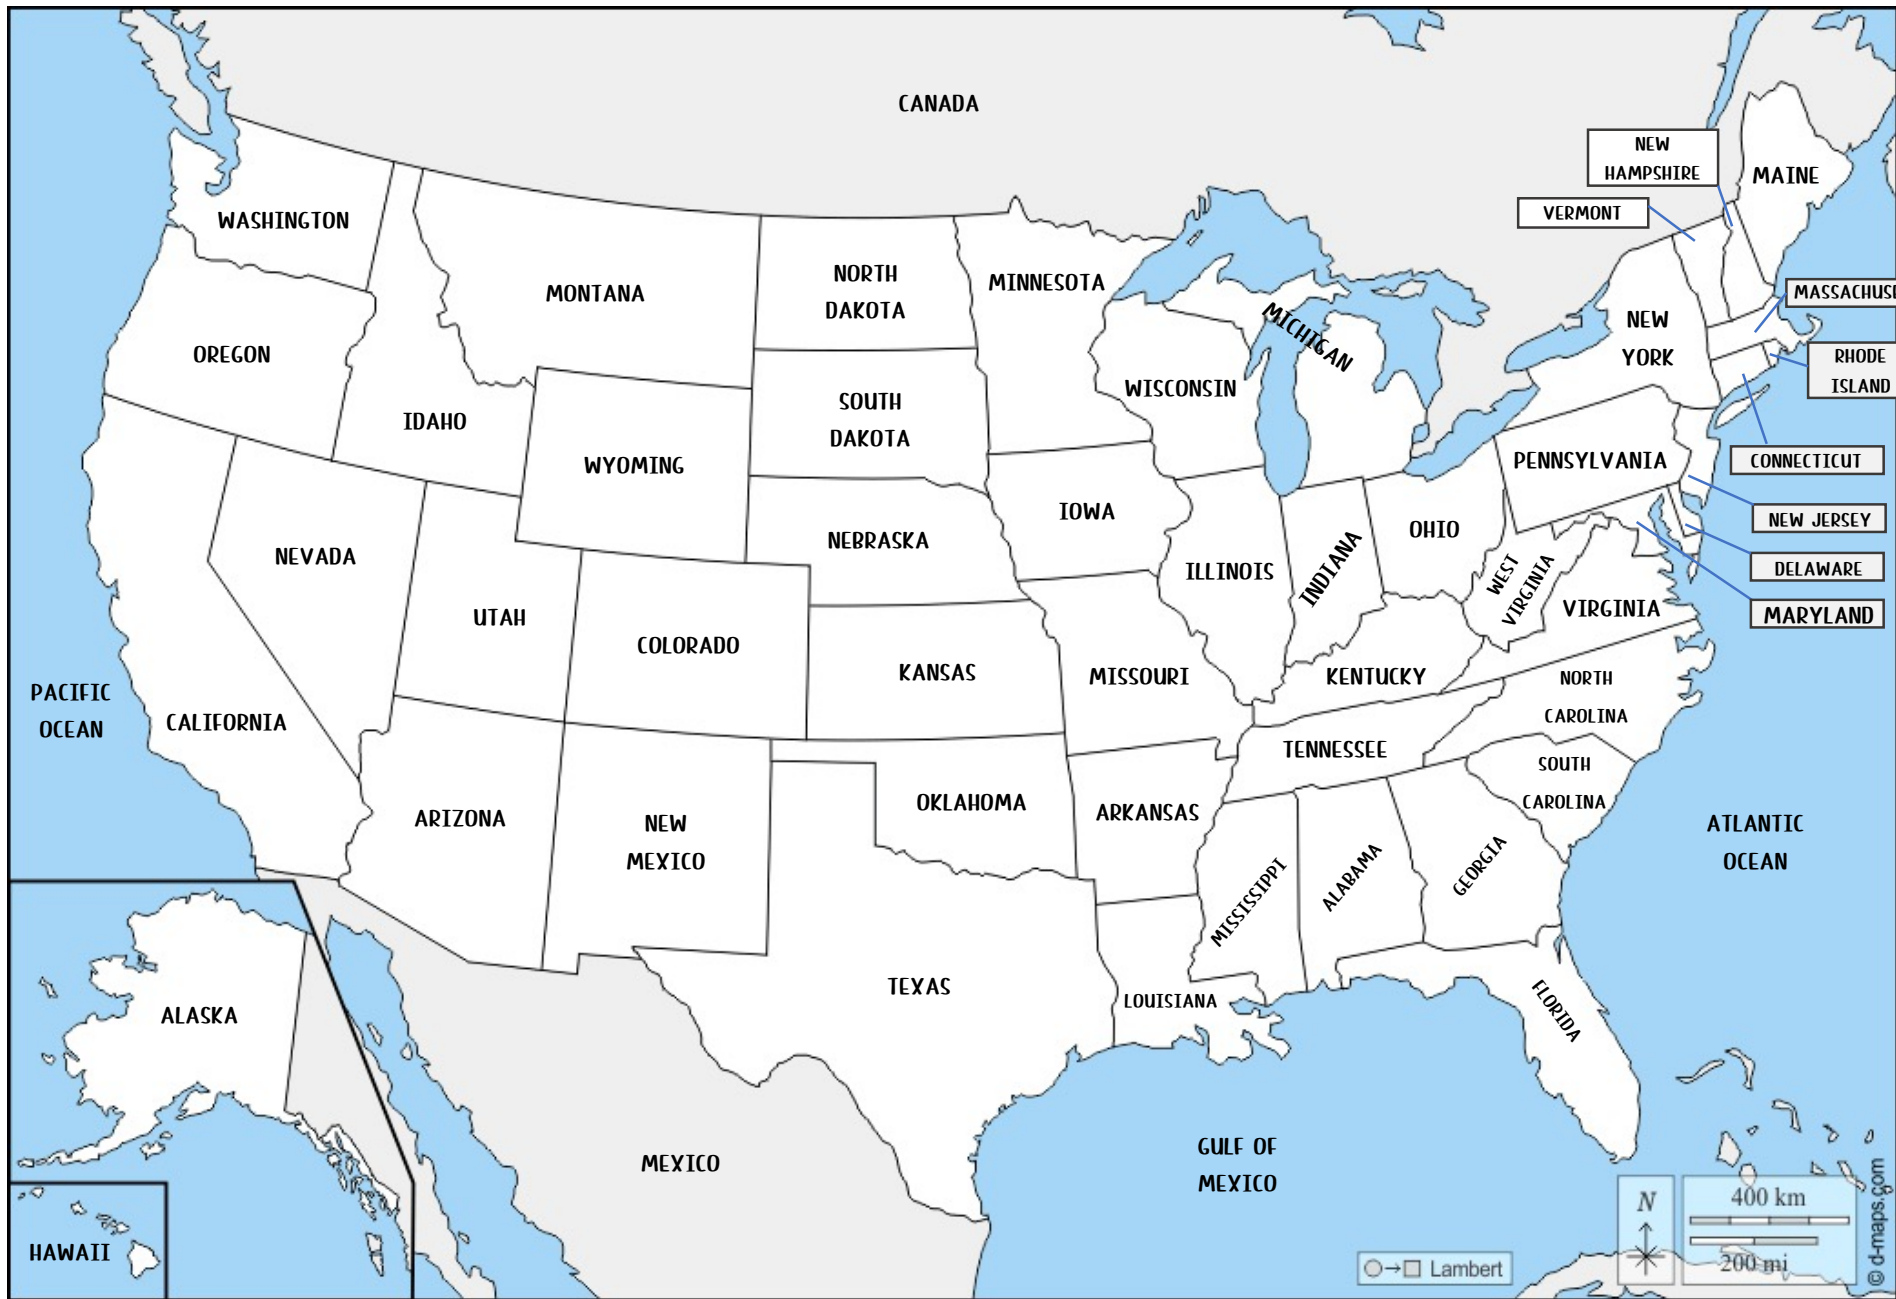 CANADA
NEW
HAMPSHIRE
MAINE
VERMONT
WASHINGTON
MONTANA
NORTH
DAKOTA
MINNESOTA
MICHIGAN
MASSACHUSE
NEW
YORK
OREGON
RHODE
ISLAND
IDAHO
SOUTH
DAKOTA
WISCONSIN
WYOMING
PENNSYLVANIA
CONNECTICUT
IOWA
OHIO
NEW JERSEY
NEBRASKA
NEVADA
ILLINOIS
INDIANA
WEST
VIRGINIA
DELAWARE
UTAH
COLORADO
VIRGINIA
MARYLAND
KANSAS
MISSOURI
KENTUCKY
NORTH
CAROLINA
PACIFIC
OCEAN
CALIFORNIA
TENNESSEE
SOUTH
CAROLINA
ARIZONA
NEW
MEXICO
OKLAHOMA
ARKANSAS
ATLANTIC
OCEAN
MISSISSIPPI
ALABAMA
GEORGIA
TEXAS
LOUISIANA
FLORIDA
ALASKA
MEXICO
GULF OF
MEXICO
HAWAII
N
400 km
200 mi
Lambert
© d-maps.com